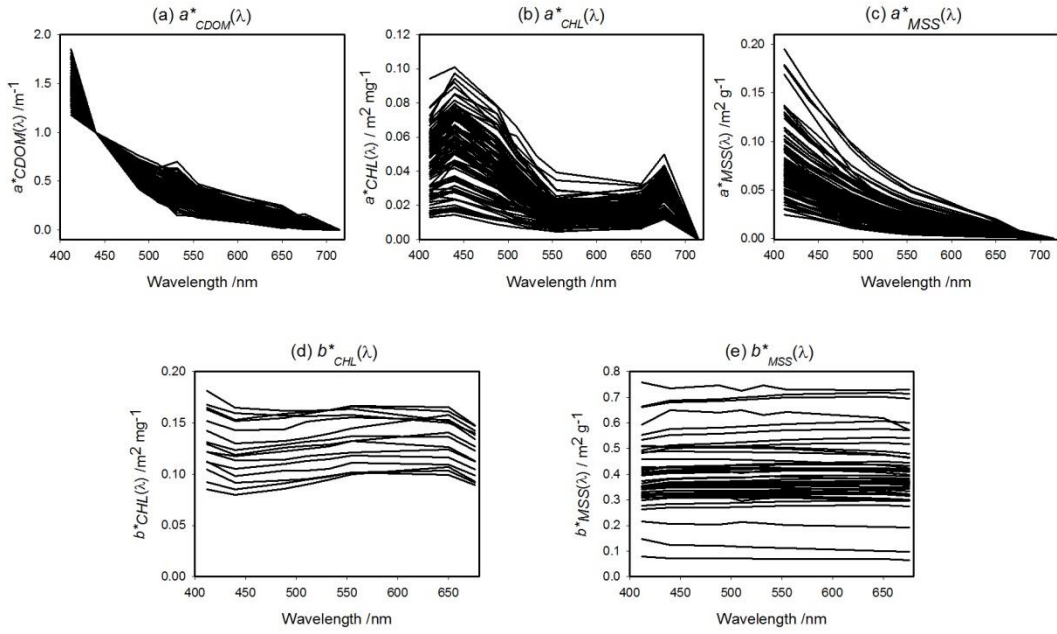 (a) a*CDOM(λ)
a*CDOM(λ) /m-1
2.0
1.5
1.0
0.5
0.0
400 450 500 550 600 650 700
Wavelength /nm
(b) a*CHL(λ)
a*CHL(λ) / m2 mg-1
0.12
0.10
0.08
0.06
0.04
0.02
0.00
400 450 500 550 600 650 700
Wavelength /nm
(c) a*MSS(λ)
a*MSS(λ) /m2 g-1
0.20
0.15
0.10
0.05
0.00
400 450 500 550 600 650 700
Wavelength /nm
(d) b*CHL(λ)
b*CHL(λ) /m2 mg-1
0.20
0.15
0.10
0.05
0.00
400 450 500 550 600 650
Wavelength /nm
(e) b*MSS(λ)
b*MSS(λ) /m2 g-1
0.8
0.7
0.6
0.5
0.4
0.3
0.2
0.1
0.0
400 450 500 550 600 650
Wavelength /nm